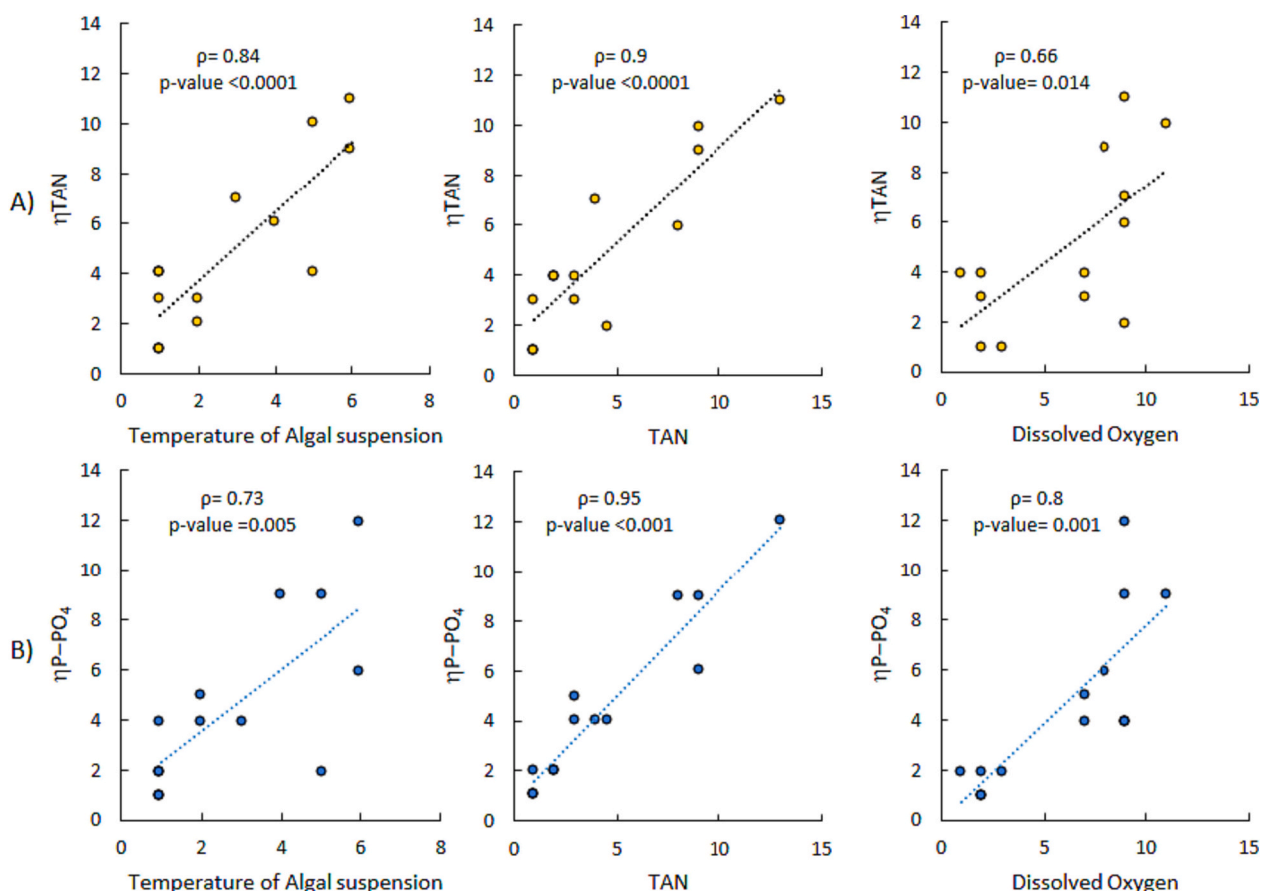 14
12
10
8
6
4
2
0
ηTAN
A)
ρ= 0.84
p-value <0.0001
0 2 4 6 8
Temperature of Algal suspension
14
12
10
8
6
4
2
0
ηTAN
ρ= 0.9
p-value <0.0001
0 5 10 15
TAN
14
12
10
8
6
4
2
0
ηTAN
ρ= 0.66
p-value= 0.014
0 5 10 15
Dissolved Oxygen
14
12
10
8
6
4
2
0
ηP–PO₄
B)
ρ= 0.73
p-value =0.005
0 2 4 6 8
Temperature of Algal suspension
14
12
10
8
6
4
2
0
ηP–PO₄
ρ= 0.95
p-value <0.001
0 5 10 15
TAN
14
12
10
8
6
4
2
0
ηP–PO₄
ρ= 0.8
p-value= 0.001
0 5 10 15
Dissolved Oxygen